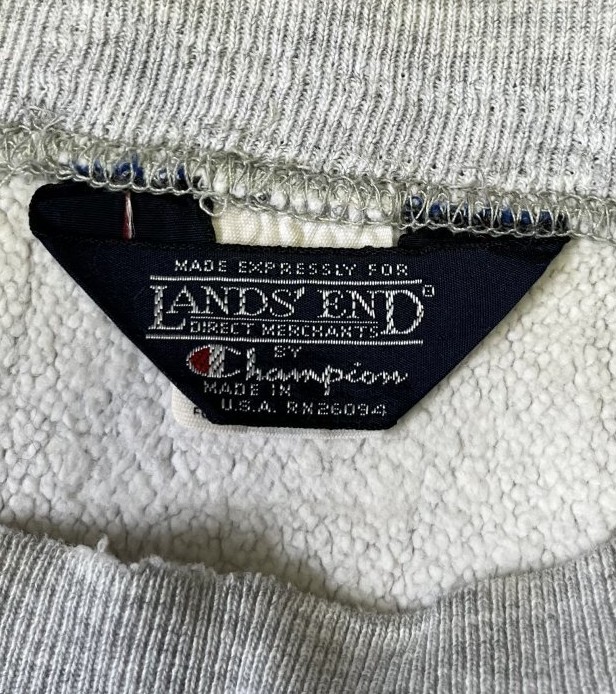 MADE EXPRESSLY FOR
LANDS' END®
DIRECT MERCHANTS
BY
Champion
MADE IN
U.S.A. RN26094